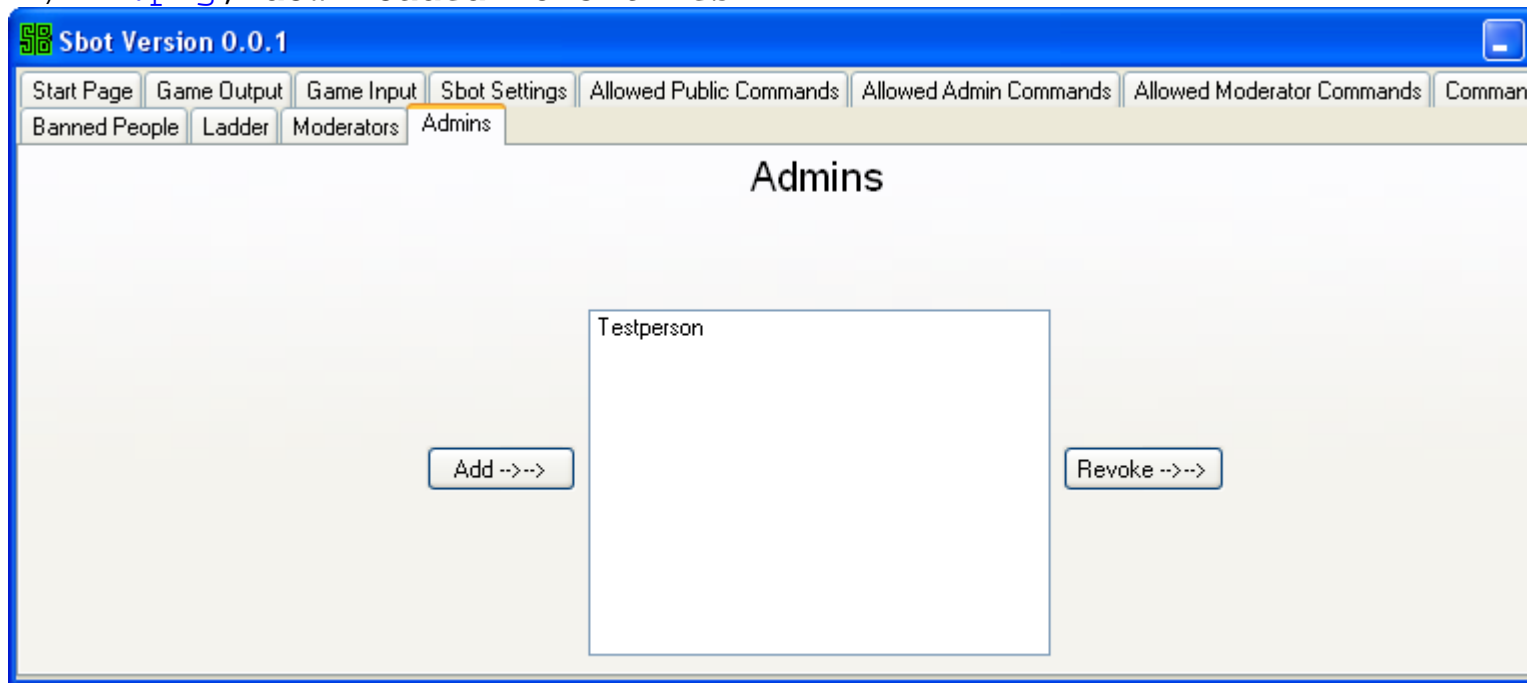 Sbot Version 0.0.1
Start Page Game Output Game Input Sbot Settings Allowed Public Commands Allowed Admin Commands Allowed Moderator Commands Comman
Banned People Ladder Moderators Admins
Admins
Testperson
Add -->--> Revoke -->-->